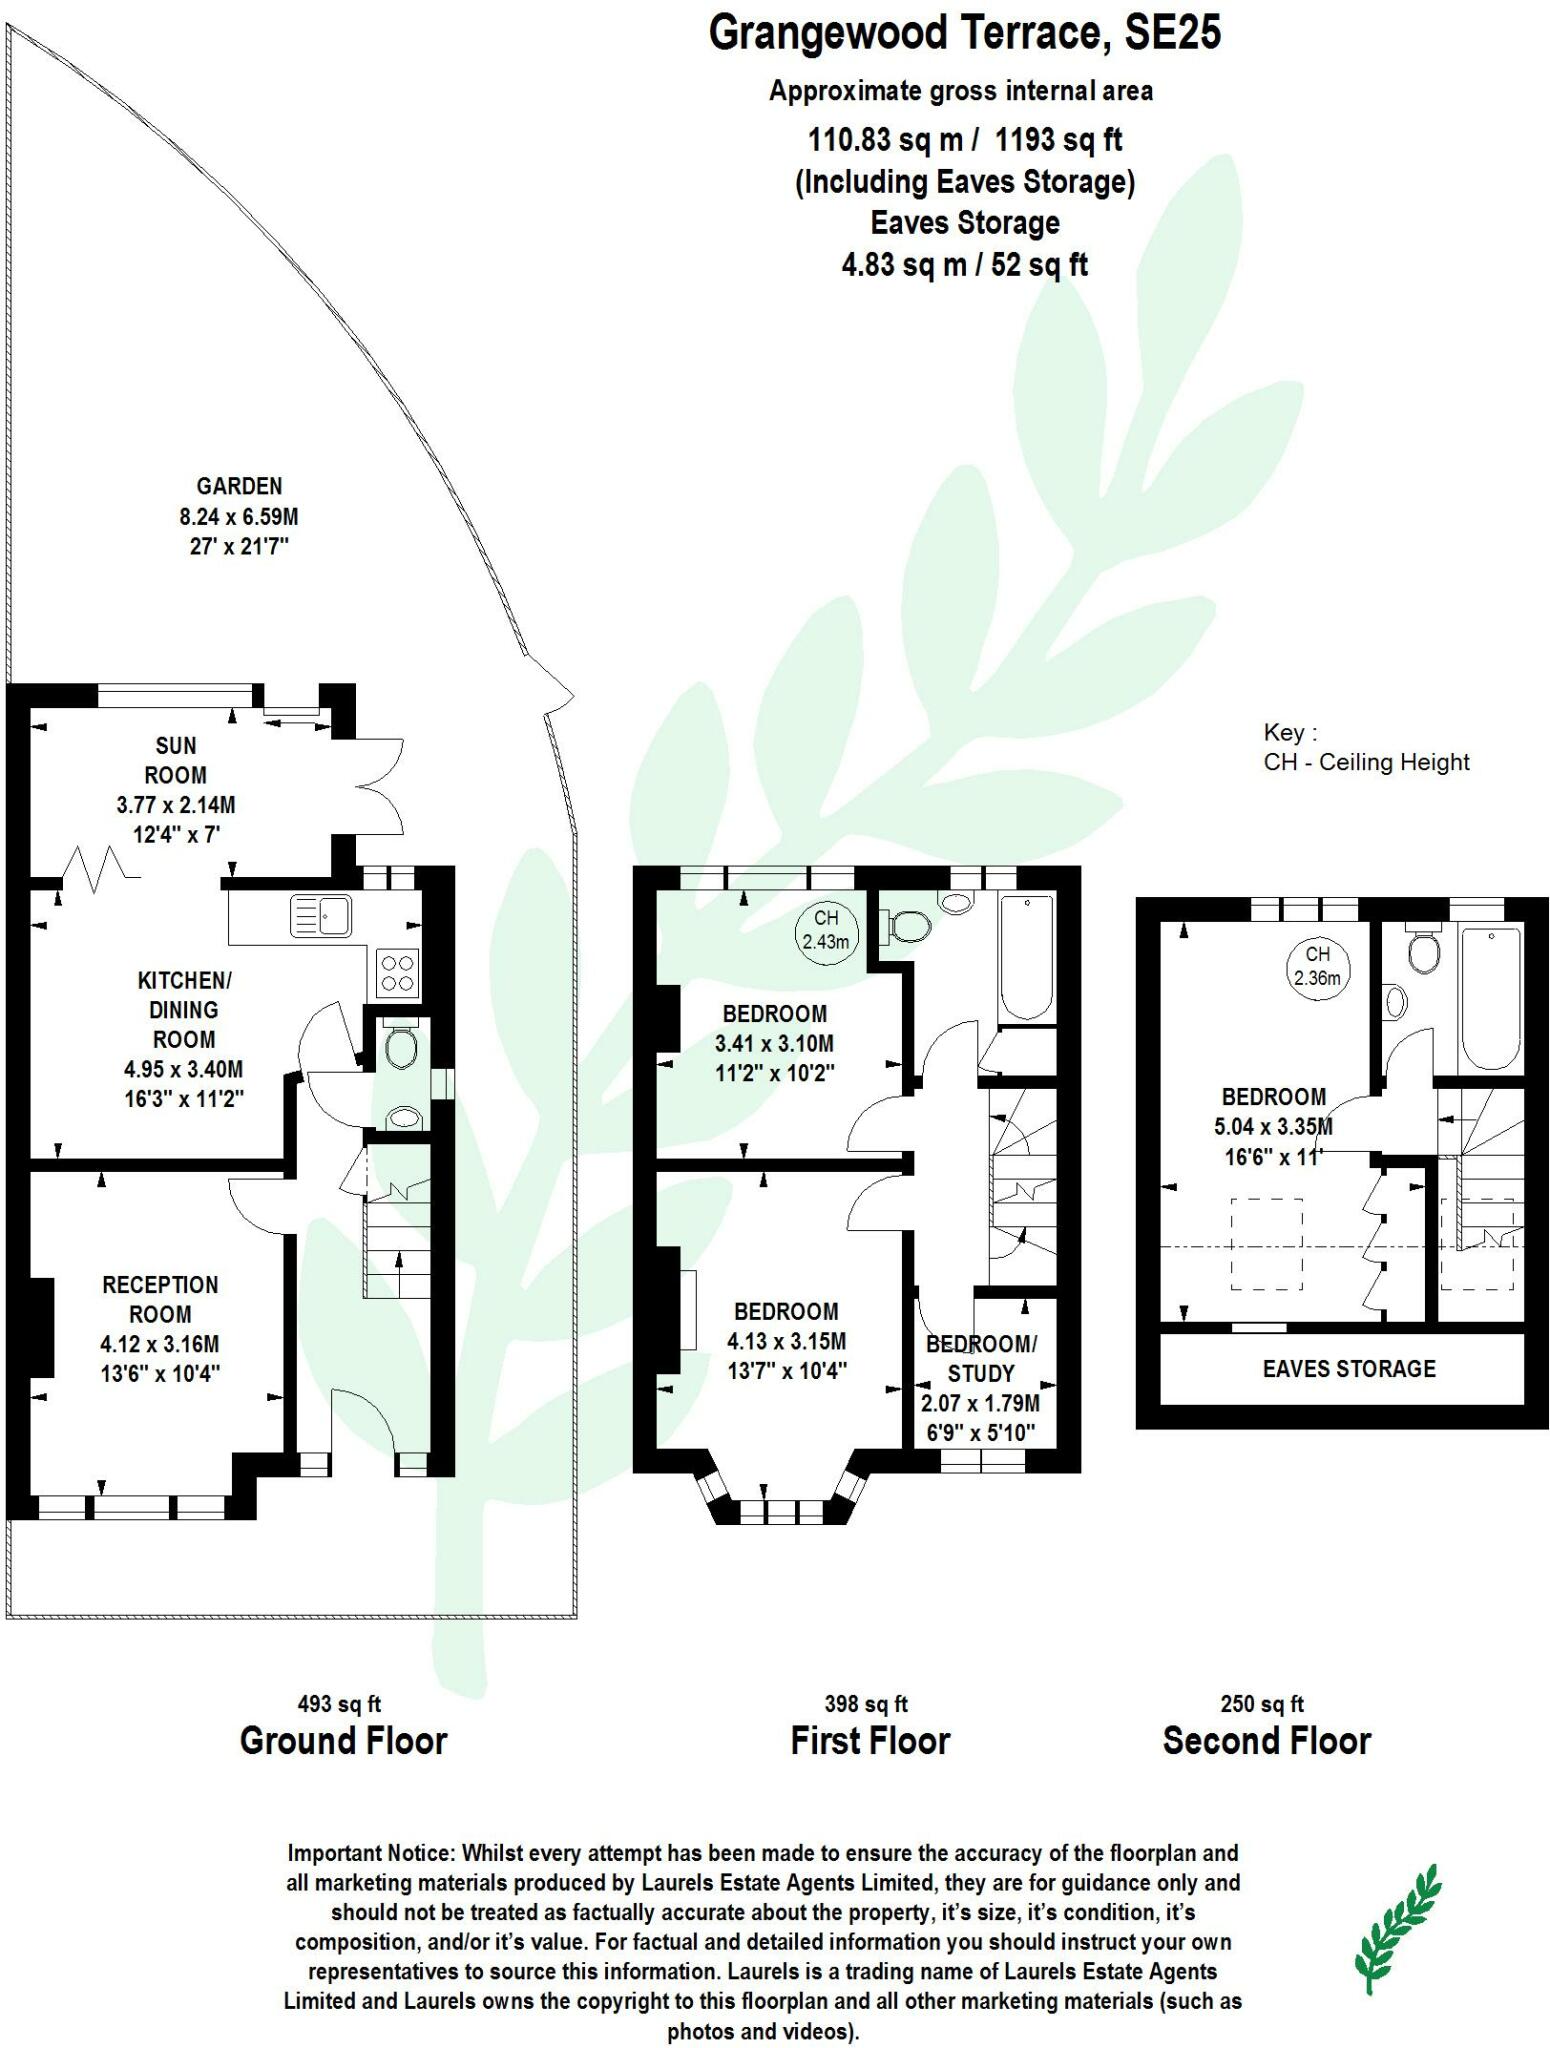 Grangewood Terrace, SE25
Approximate gross internal area
110.83 sq m /  1193 sq ft
(Including Eaves Storage)
Eaves Storage
4.83 sq m / 52 sq ft
GARDEN
8.24 x 6.59M
27' x 21'7"
SUN
ROOM
3.77 x 2.14M
12'4" x 7'
KITCHEN/
DINING
ROOM
4.95 x 3.40M
16'3" x 11'2"
RECEPTION
ROOM
4.12 x 3.16M
13'6" x 10'4"
CH
2.43m
BEDROOM
3.41 x 3.10M
11'2" x 10'2"
BEDROOM
4.13 x 3.15M
13'7" x 10'4"
BEDROOM/
STUDY
2.07 x 1.79M
6'9" x 5'10"
Key :
CH - Ceiling Height
CH
2.36m
BEDROOM
5.04 x 3.35M
16'6" x 11'
EAVES STORAGE
493 sq ft
Ground Floor
398 sq ft
First Floor
250 sq ft
Second Floor
Important Notice: Whilst every attempt has been made to ensure the accuracy of the floorplan and
all marketing materials produced by Laurels Estate Agents Limited, they are for guidance only and
should not be treated as factually accurate about the property, it's size, it's condition, it's
composition, and/or it's value. For factual and detailed information you should instruct your own
representatives to source this information. Laurels is a trading name of Laurels Estate Agents
Limited and Laurels owns the copyright to this floorplan and all other marketing materials (such as
photos and videos).